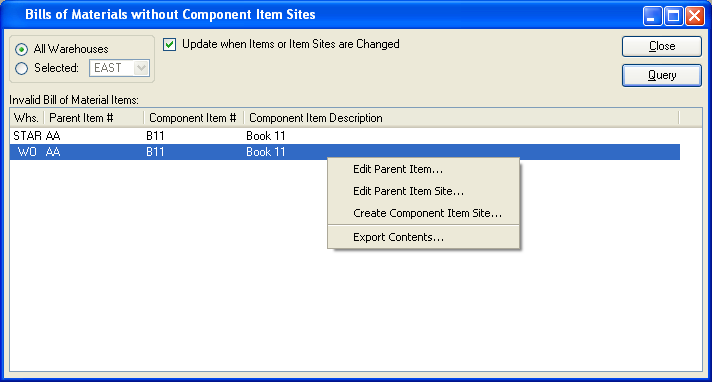 Bills of Materials without Component Item Sites
All Warehouses
Update when Items or Item Sites are Changed
Close
Selected: EAST
Query
Invalid Bill of Material Items:
Whs. Parent Item # Component Item # Component Item Description
STAR AA B11 Book 11
WO AA B11 Book 11
Edit Parent Item...
Edit Parent Item Site...
Create Component Item Site...
Export Contents...